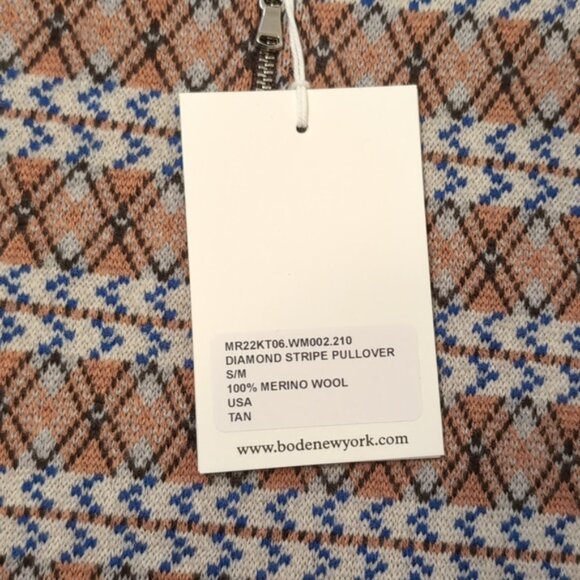 MR22KT06.WM002.210
DIAMOND STRIPE PULLOVER
S/M
100% MERINO WOOL
USA
TAN
www.bodenewyork.com